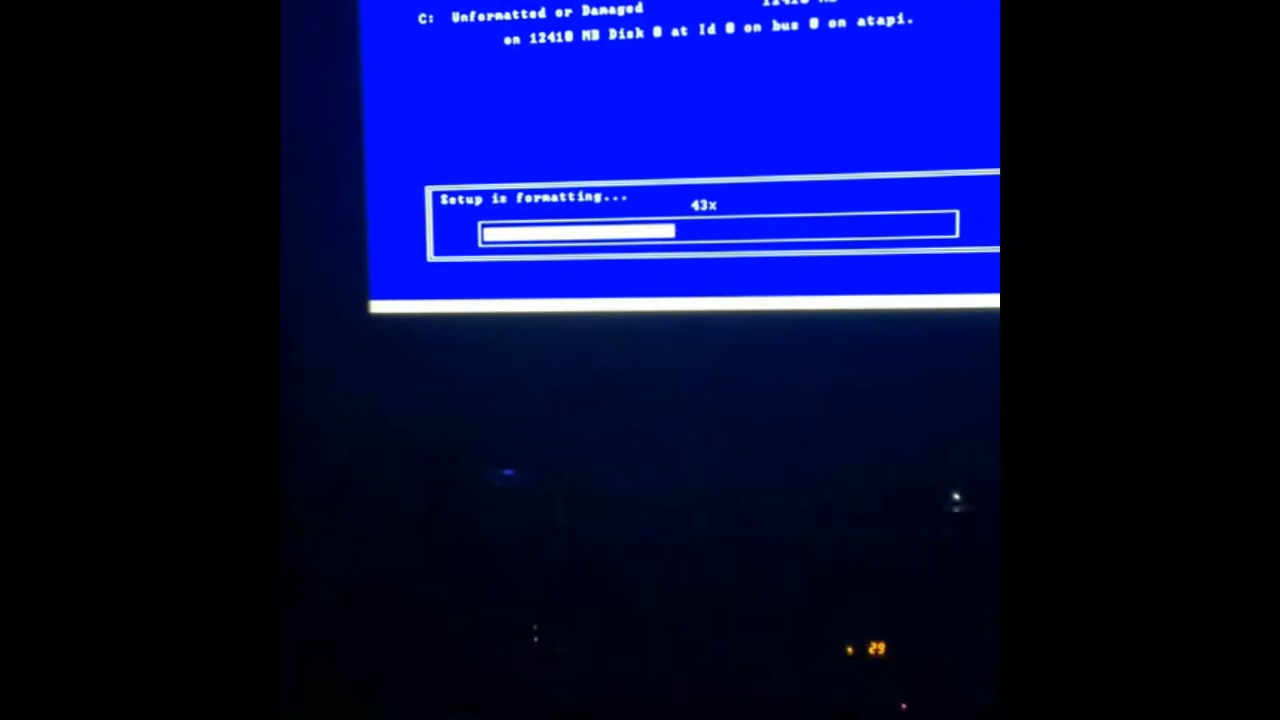 C: Unformatted or Damaged
on 12410 MB Disk 0 at Id 0 on bus 0 on atapi.
Setup is formatting...
43%
29